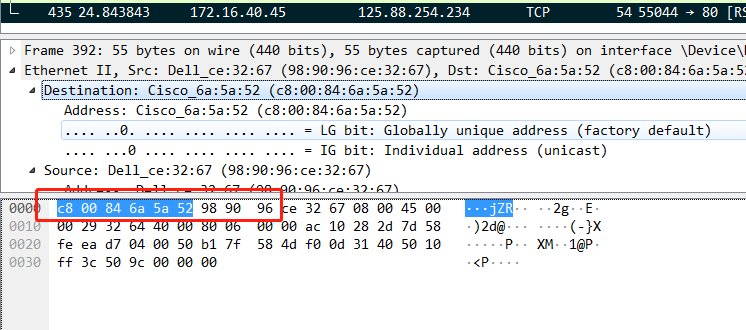 435 24.843843 172.16.40.45 125.88.254.234 TCP 54 55044 → 80 [RS
Frame 392: 55 bytes on wire (440 bits), 55 bytes captured (440 bits) on interface \Device\
Ethernet II, Src: Dell_ce:32:67 (98:90:96:ce:32:67), Dst: Cisco_6a:5a:52 (c8:00:84:6a:5a:52)
Destination: Cisco_6a:5a:52 (c8:00:84:6a:5a:52)
Address: Cisco_6a:5a:52 (c8:00:84:6a:5a:52)
.... ..0. .... .... .... .... = LG bit: Globally unique address (factory default)
.... ...0 .... .... .... .... = IG bit: Individual address (unicast)
Source: Dell_ce:32:67 (98:90:96:ce:32:67)
0000 c8 00 84 6a 5a 52 98 90 96 ce 32 67 08 00 45 00 ···jZR·· ··2g··E·
0010 00 29 32 64 40 00 80 06 00 00 ac 10 28 2d 7d 58 ·)2d@··· ····(-}X
0020 fe ea d7 04 00 50 b1 7f 58 4d f0 0d 31 40 50 10 ·····P·· XM··1@P·
0030 ff 3c 50 9c 00 00 00 ·<P····